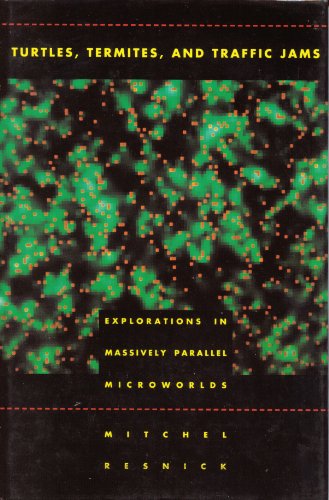 TURTLES, TERMITES, AND TRAFFIC JAMS
EXPLORATIONS IN
MASSIVELY PARALLEL
MICROWORLDS
MITCHEL
RESNICK